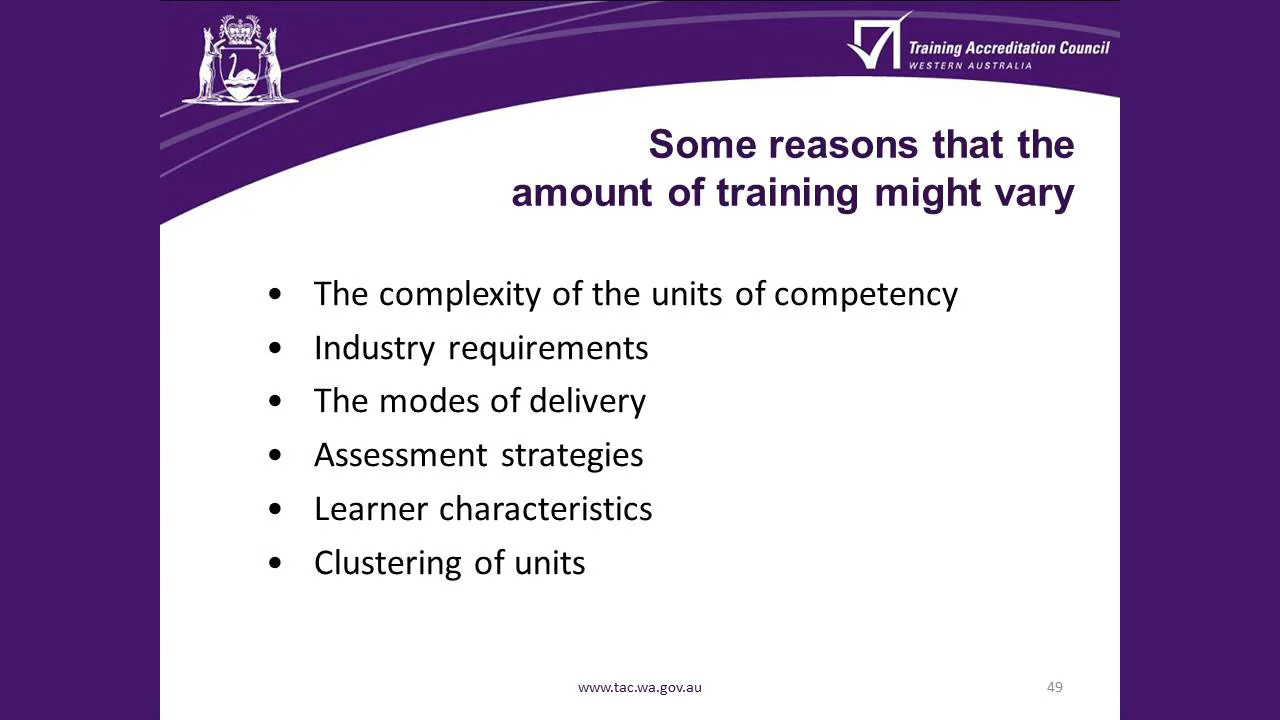 Training Accreditation Council
WESTERN AUSTRALIA
Some reasons that the
amount of training might vary
• The complexity of the units of competency
• Industry requirements
• The modes of delivery
• Assessment strategies
• Learner characteristics
• Clustering of units
www.tac.wa.gov.au
49